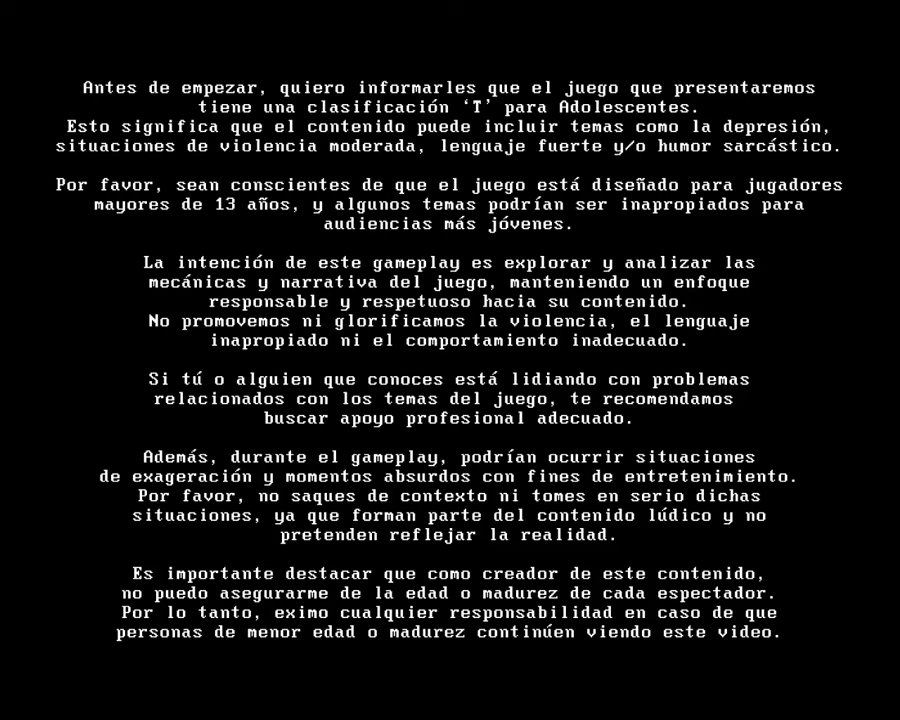 Antes de empezar, quiero informarles que el juego que presentaremos
tiene una clasificación ‘T’ para Adolescentes.
Esto significa que el contenido puede incluir temas como la depresión,
situaciones de violencia moderada, lenguaje fuerte y/o humor sarcástico.
Por favor, sean conscientes de que el juego está diseñado para jugadores
mayores de 13 años, y algunos temas podrían ser inapropiados para
audiencias más jóvenes.
La intención de este gameplay es explorar y analizar las
mecánicas y narrativa del juego, manteniendo un enfoque
responsable y respetuoso hacia su contenido.
No promovemos ni glorificamos la violencia, el lenguaje
inapropiado ni el comportamiento inadecuado.
Si tú o alguien que conoces está lidiando con problemas
relacionados con los temas del juego, te recomendamos
buscar apoyo profesional adecuado.
Además, durante el gameplay, podrían ocurrir situaciones
de exageración y momentos absurdos con fines de entretenimiento.
Por favor, no saques de contexto ni tomes en serio dichas
situaciones, ya que forman parte del contenido lúdico y no
pretenden reflejar la realidad.
Es importante destacar que como creador de este contenido,
no puedo asegurarme de la edad o madurez de cada espectador.
Por lo tanto, eximo cualquier responsabilidad en caso de que
personas de menor edad o madurez continúen viendo este video.